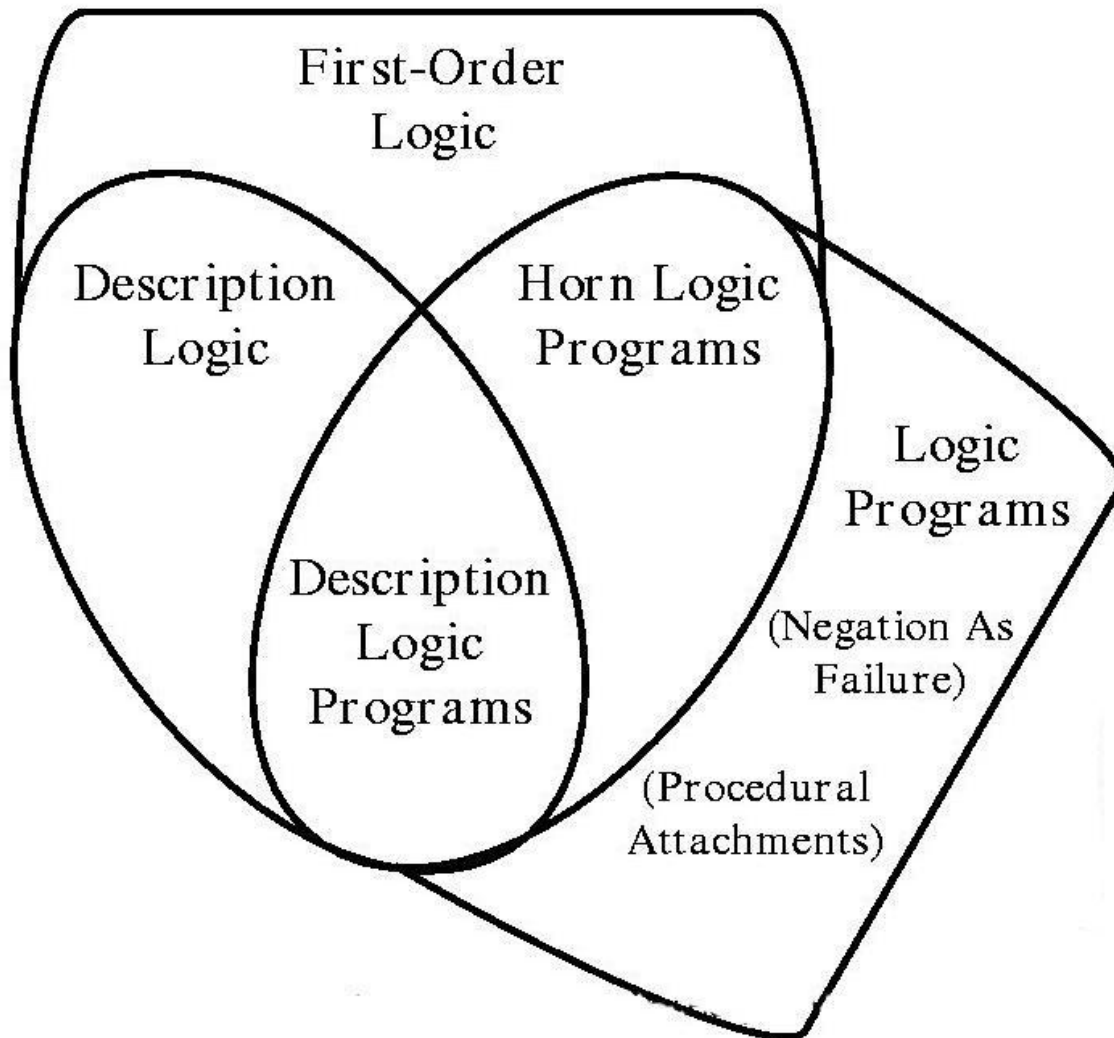 First-Order
Logic
Description
Logic
Horn Logic
Programs
Logic
Programs
Description
Logic
Programs
(Negation As
Failure)
(Procedural
Attachments)